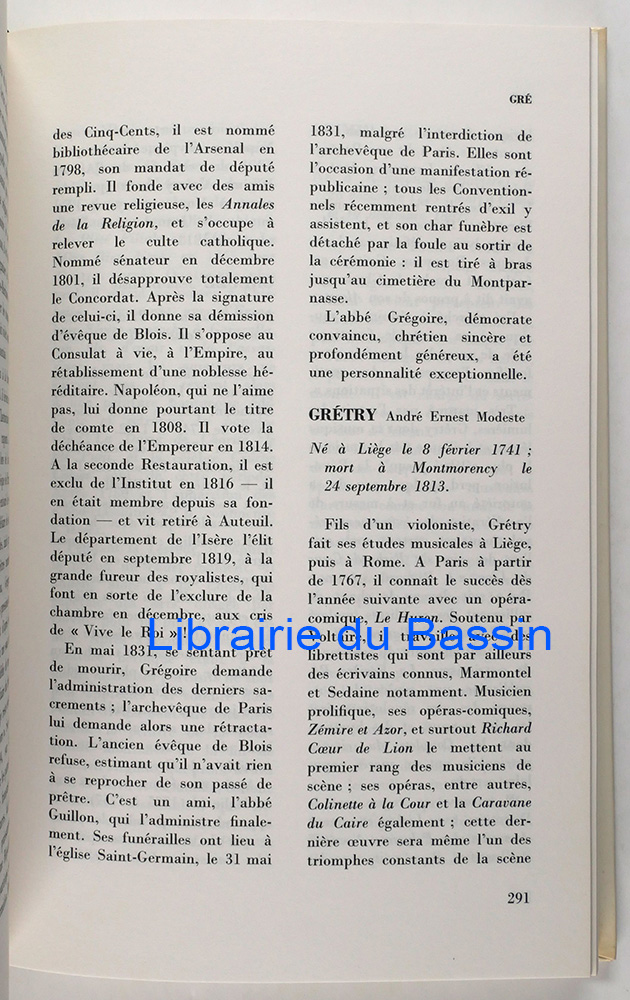 GRÉ
des Cinq-Cents, il est nommé
bibliothécaire de l'Arsenal en
1798, son mandat de député
rempli. Il fonde avec des amis
une revue religieuse, les Annales
de la Religion, et s'occupe à
relever le culte catholique.
Nommé sénateur en décembre
1801, il désapprouve totalement
le Concordat. Après la signature
de celui-ci, il donne sa démission
d'évêque de Blois. Il s'oppose au
Consulat à vie, à l'Empire, au
rétablissement d'une noblesse hé-
réditaire. Napoléon, qui ne l'aime
pas, lui donne pourtant le titre
de comte en 1808. Il vote la
déchéance de l'Empereur en 1814.
A la seconde Restauration, il est
exclu de l'Institut en 1816 — il
en était membre depuis sa fon-
dation — et vit retiré à Auteuil.
Le département de l'Isère l'élit
député en septembre 1819, à la
grande fureur des royalistes, qui
font en sorte de l'exclure de la
chambre en décembre, aux cris
de « Vive le Roi » !
En mai 1831, se sentant prêt
de mourir, Grégoire demande
l'administration des derniers sa-
crements ; l'archevêque de Paris
lui demande alors une rétracta-
tion. L'ancien évêque de Blois
refuse, estimant qu'il n'avait rien
à se reprocher de son passé de
prêtre. C'est un ami, l'abbé
Guillon, qui l'administre finale-
ment. Ses funérailles ont lieu à
l'église Saint-Germain, le 31 mai
1831, malgré l'interdiction de
l'archevêque de Paris. Elles sont
l'occasion d'une manifestation ré-
publicaine ; tous les Convention-
nels récemment rentrés d'exil y
assistent, et son char funèbre est
détaché par la foule au sortir de
la cérémonie : il est tiré à bras
jusqu'au cimetière du Montpar-
nasse.
L'abbé Grégoire, démocrate
convaincu, chrétien sincère et
profondément généreux, a été
une personnalité exceptionnelle.
GRÉTRY André Ernest Modeste
Né à Liège le 8 février 1741 ;
mort à Montmorency le
24 septembre 1813.
Fils d'un violoniste, Grétry
fait ses études musicales à Liège,
puis à Rome. A Paris à partir
de 1767, il connaît le succès dès
l'année suivante avec un opéra-
comique, Le Huron. Soutenu par
Voltaire, il travaille avec des
librettistes qui sont par ailleurs
des écrivains connus, Marmontel
et Sedaine notamment. Musicien
prolifique, ses opéras-comiques,
Zémire et Azor, et surtout Richard
Cœur de Lion le mettent au
premier rang des musiciens de
scène ; ses opéras, entre autres,
Colinette à la Cour et la Caravane
du Caire également ; cette der-
nière œuvre sera même l'un des
triomphes constants de la scène
291
Librairie du Bassin